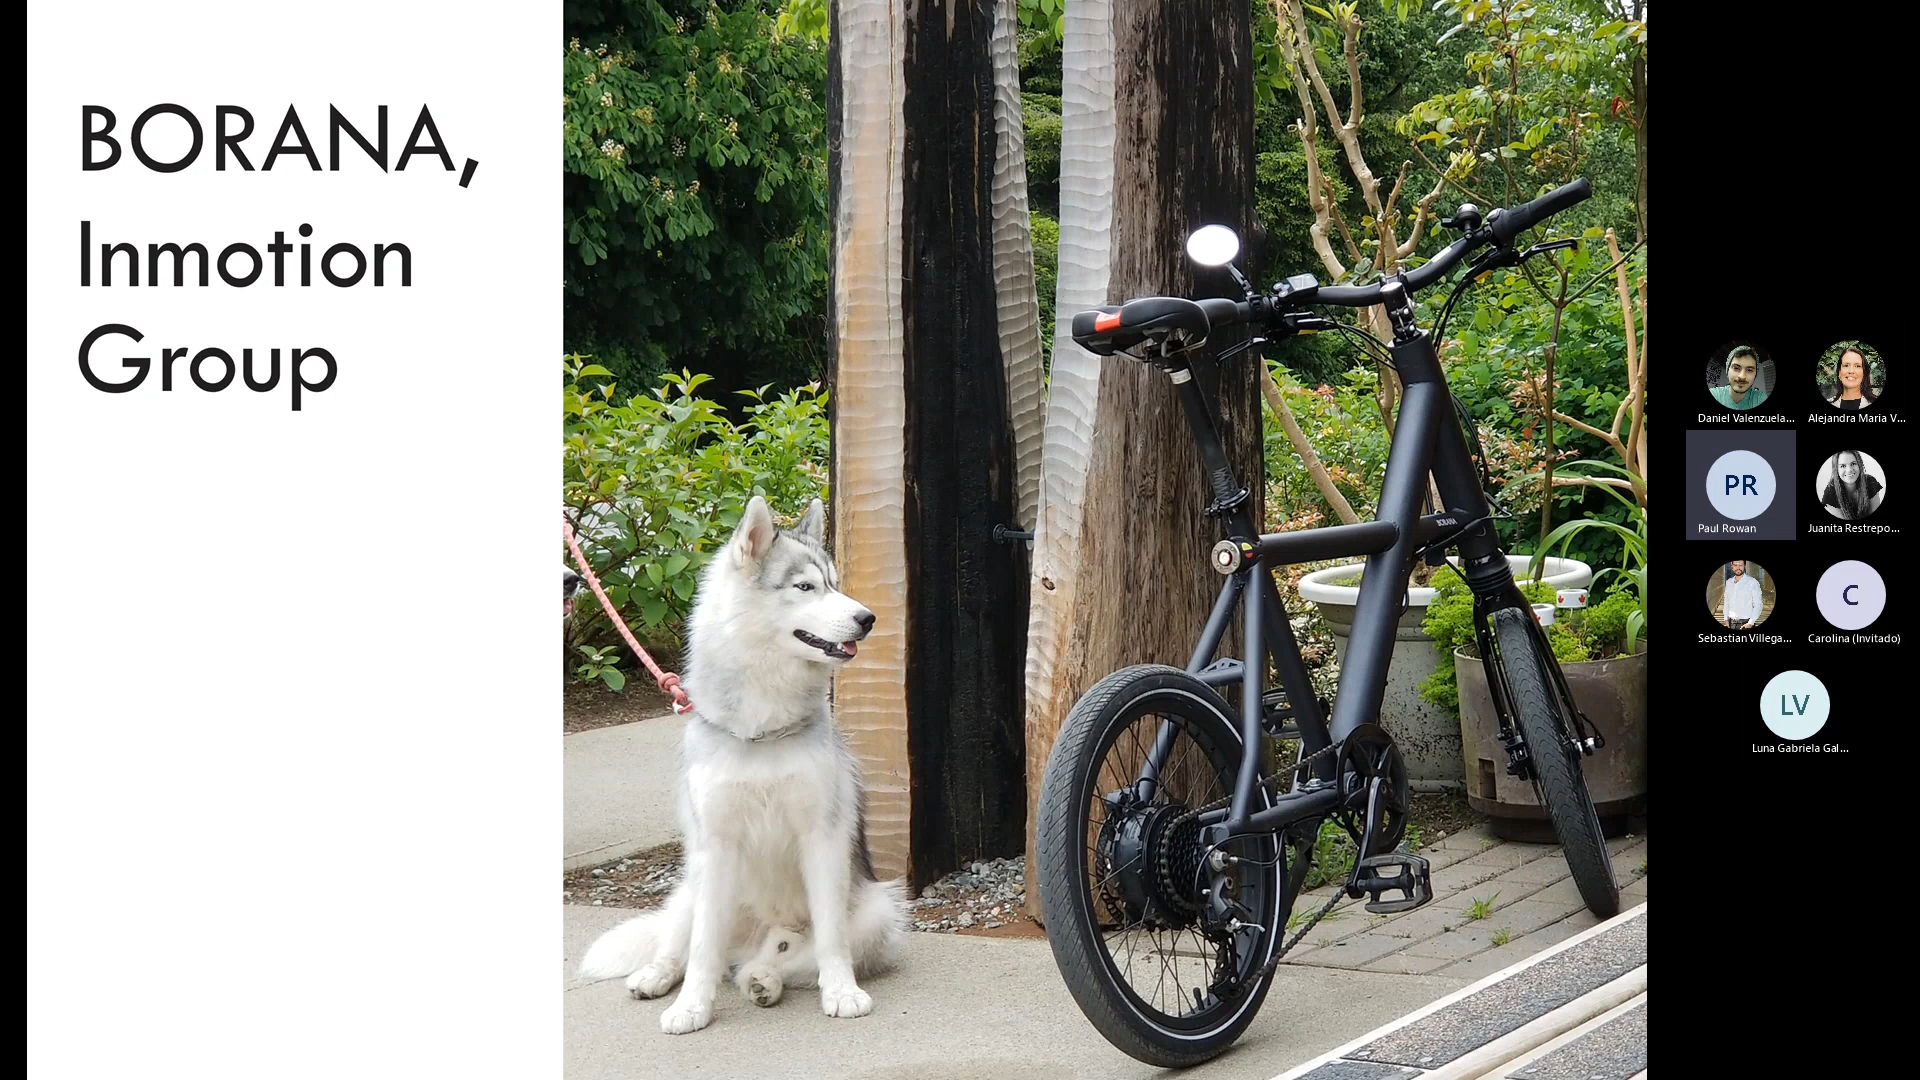 BORANA,
Inmotion
Group
BORANA
Daniel Valenzuela...
Alejandra Maria V...
PR
Paul Rowan
Juanita Restrepo...
Sebastian Villega...
C
Carolina (Invitado)
LV
Luna Gabriela Gal...